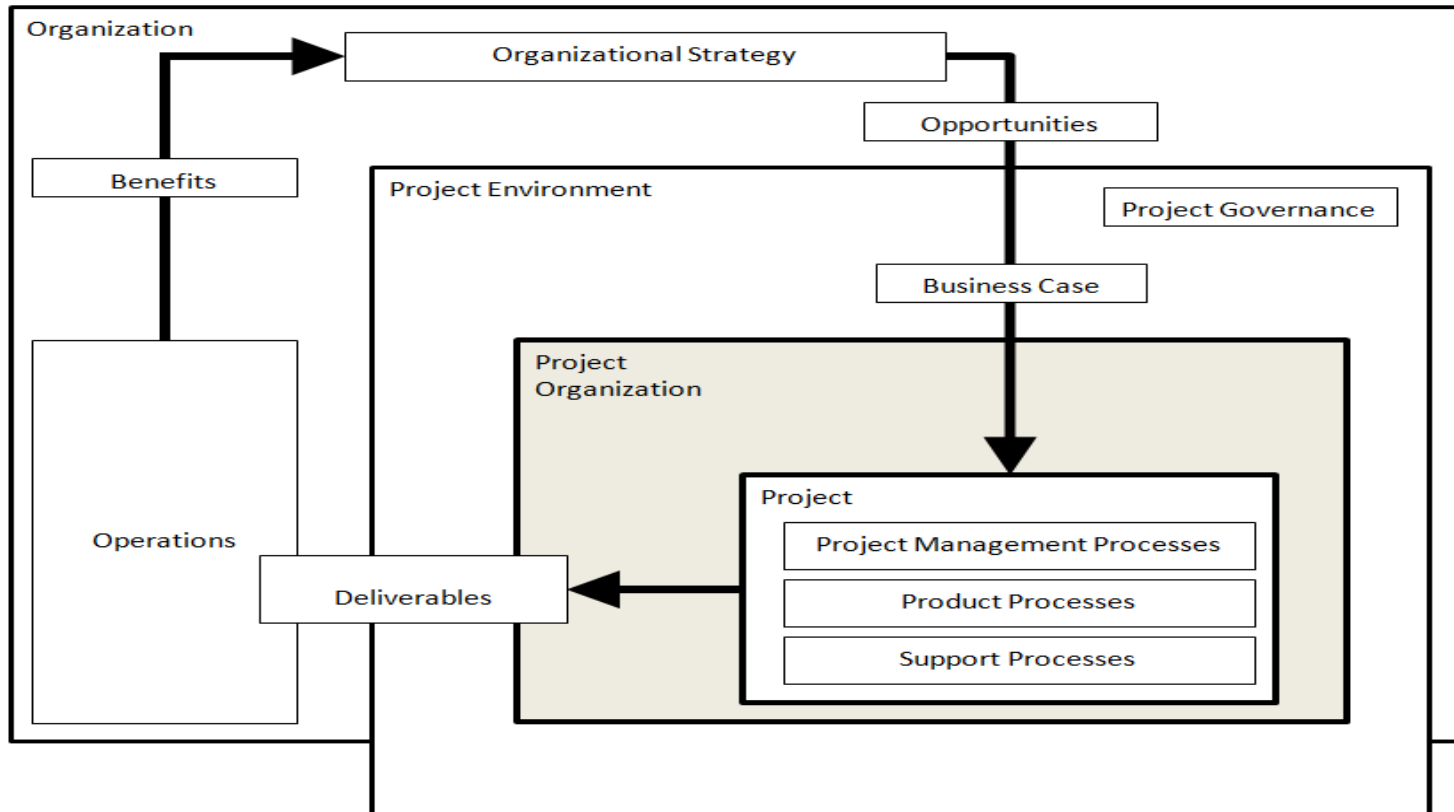 Organization
Organizational Strategy
Opportunities
Benefits
Project Environment
Project Governance
Business Case
Project
Organization
Project
Operations
Project Management Processes
Deliverables
Product Processes
Support Processes